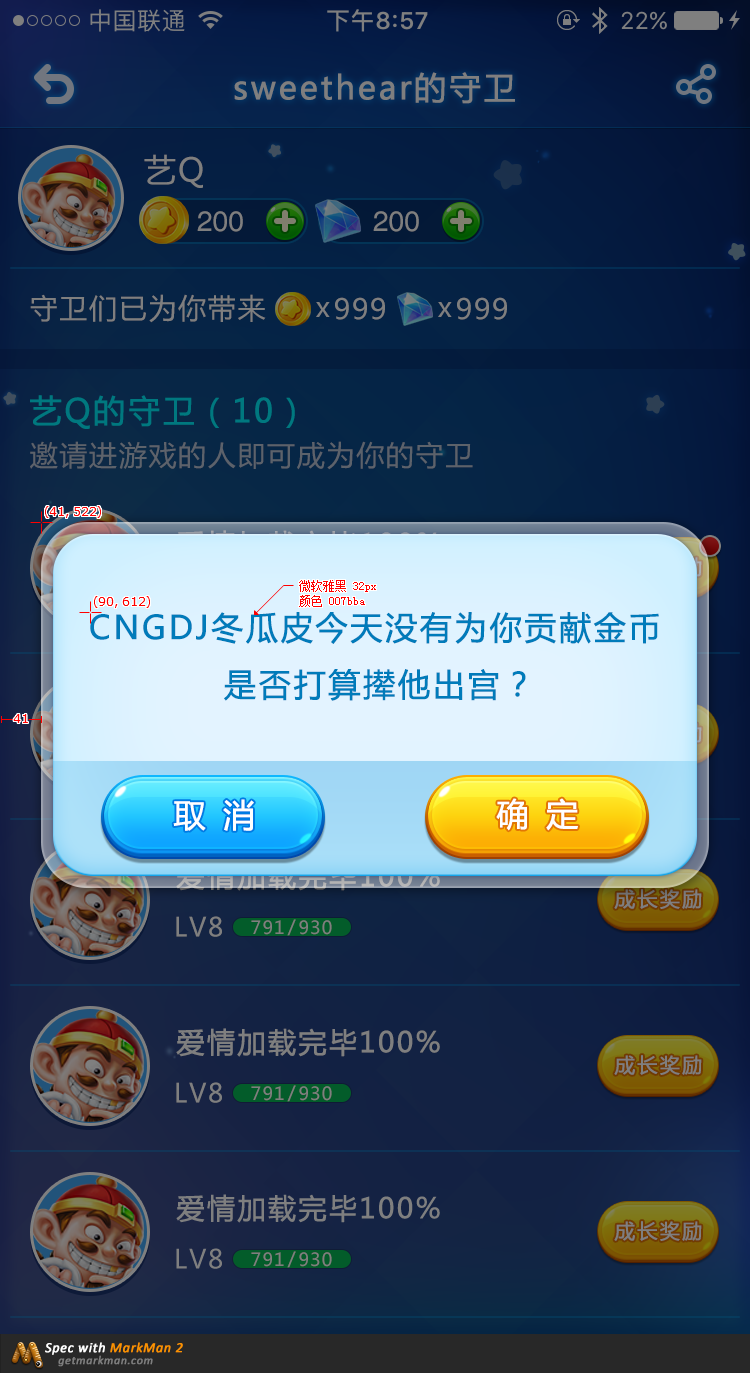 中国联通 下午8:57 22%
sweethear的守卫
艺Q
200 200
守卫们已为你带来 x999 x999
艺Q的守卫（10）
邀请进游戏的人即可成为你的守卫
(41, 522)
(90, 612)
微软雅黑 32px
颜色 007bba
CNGDJ冬瓜皮今天没有为你贡献金币
是否打算撵他出宫？
41
取消 确定
爱情加载完毕100%
LV8 791/930 成长奖励
爱情加载完毕100%
LV8 791/930 成长奖励
爱情加载完毕100%
LV8 791/930 成长奖励
Spec with MarkMan 2
getmarkman.com